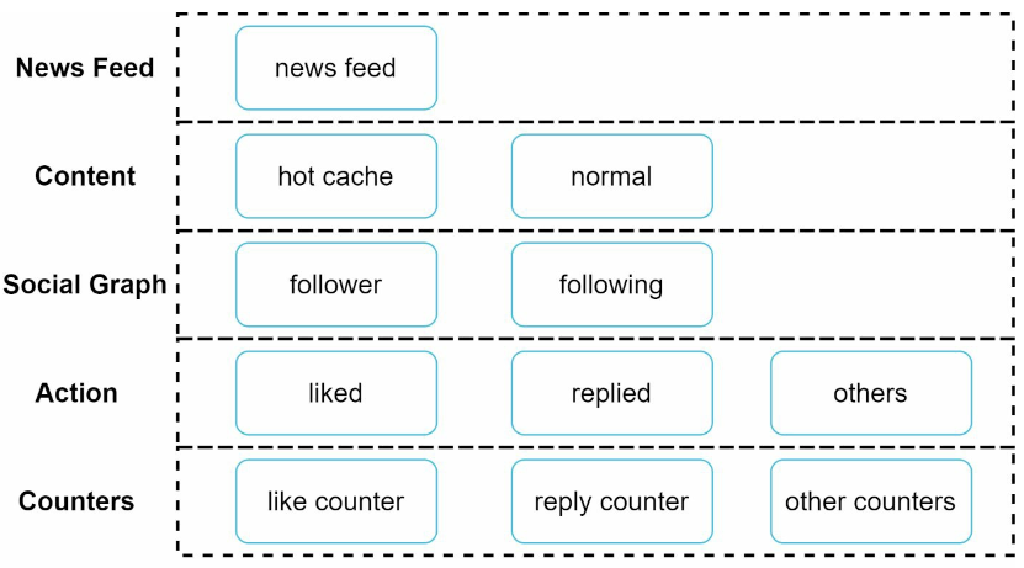 News Feed
news feed
Content
hot cache
normal
Social Graph
follower
following
Action
liked
replied
others
Counters
like counter
reply counter
other counters